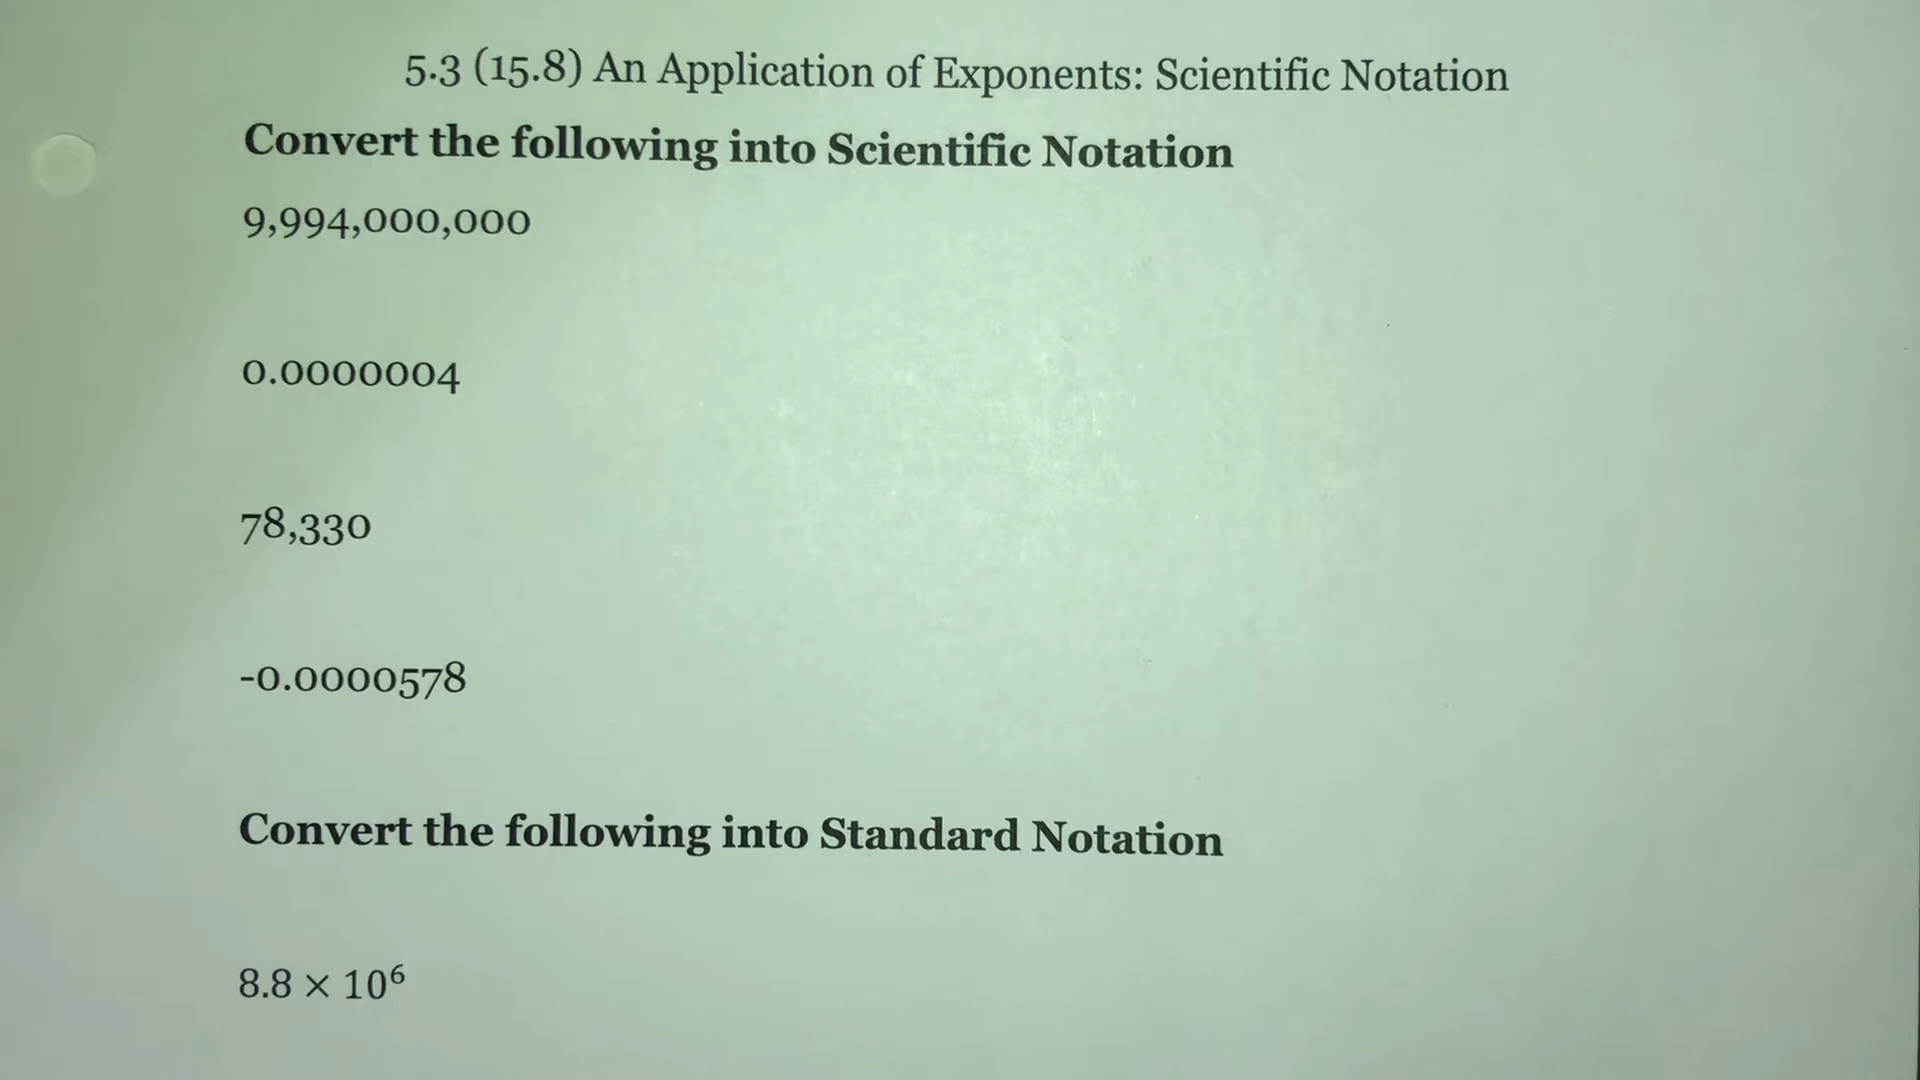 5.3 (15.8) An Application of Exponents: Scientific Notation
Convert the following into Scientific Notation
9,994,000,000
0.0000004
78,330
-0.0000578
Convert the following into Standard Notation
8.8 × 10⁶